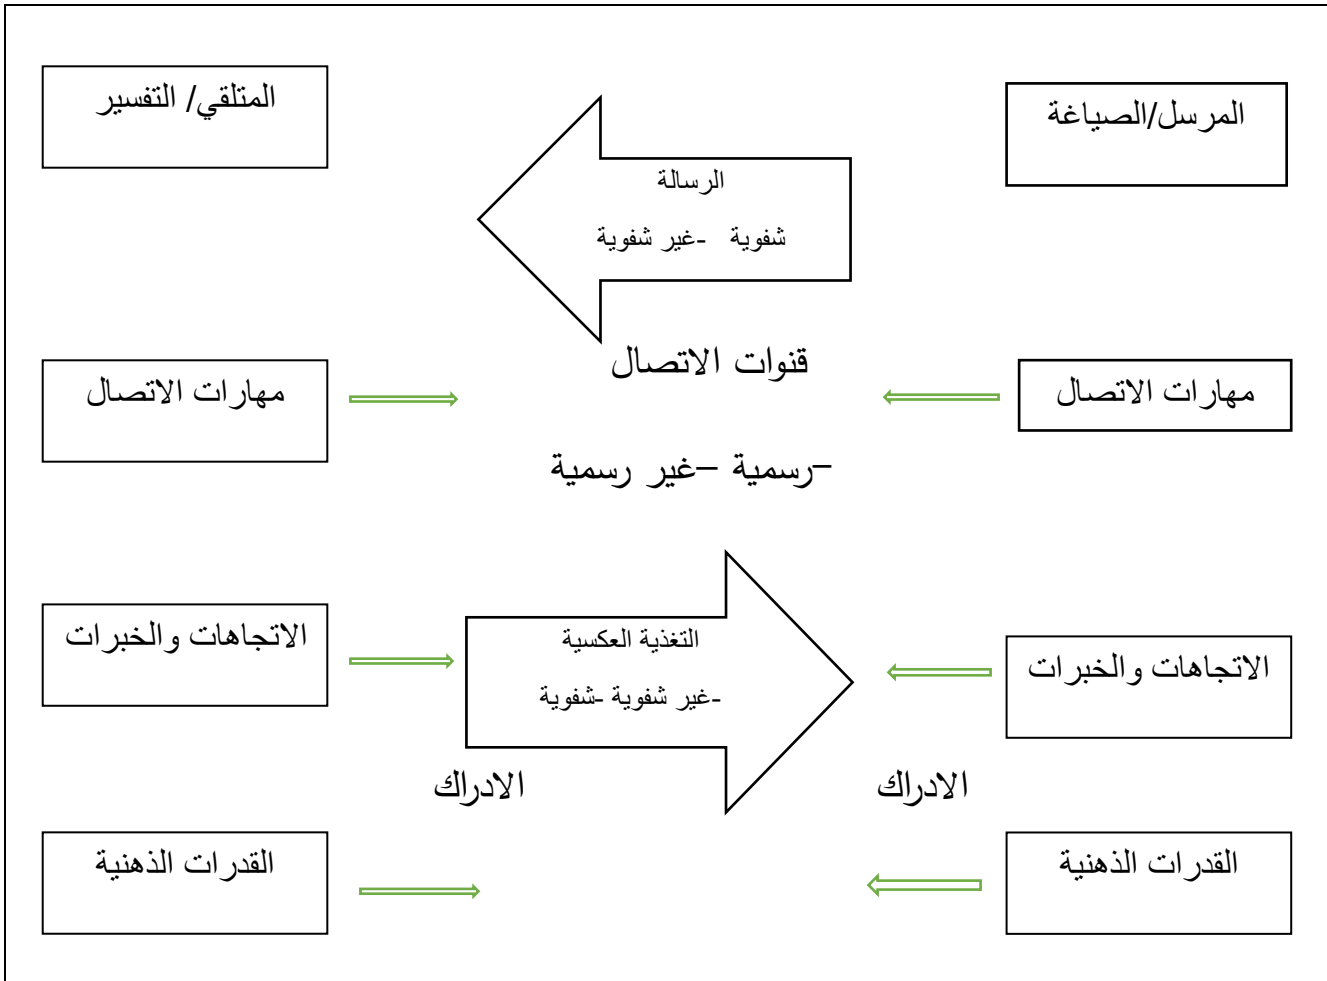 المرسل/الصياغة
المتلقي/ التفسير
الرسالة
شفوية -غير شفوية
قنوات الاتصال
مهارات الاتصال
مهارات الاتصال
–رسمية –غير رسمية
الاتجاهات والخبرات
التغذية العكسية
-غير شفوية -شفوية
الاتجاهات والخبرات
الادراك
الادراك
القدرات الذهنية
القدرات الذهنية